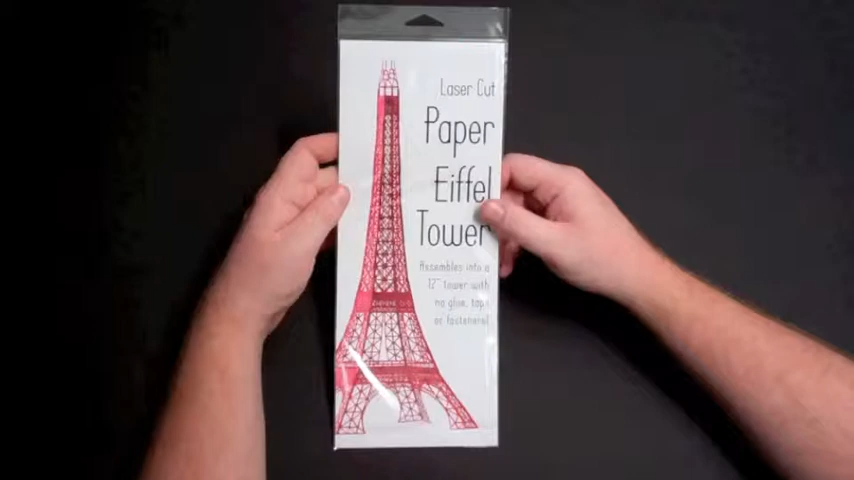 Laser Cut
Paper
Eiffel
Tower
Assembles into a
12" tower with
no glue, tape
or fasteners!